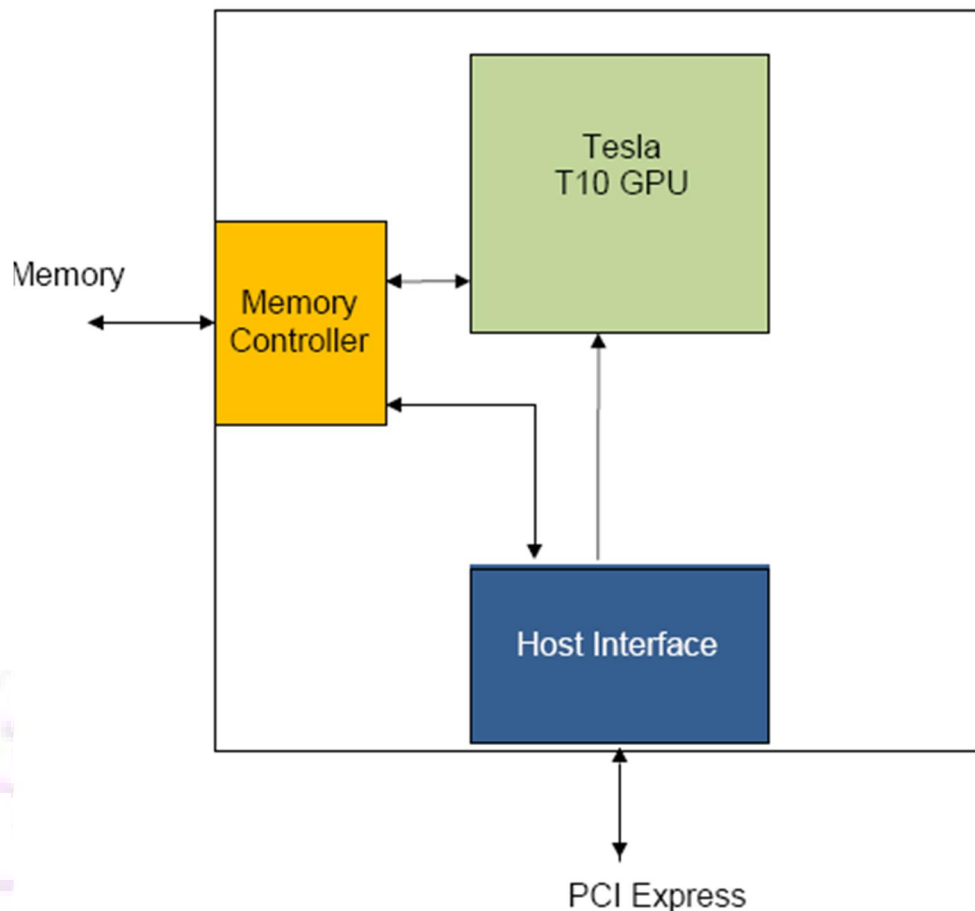 Tesla
T10 GPU
Memory
Memory
Controller
Host Interface
PCI Express